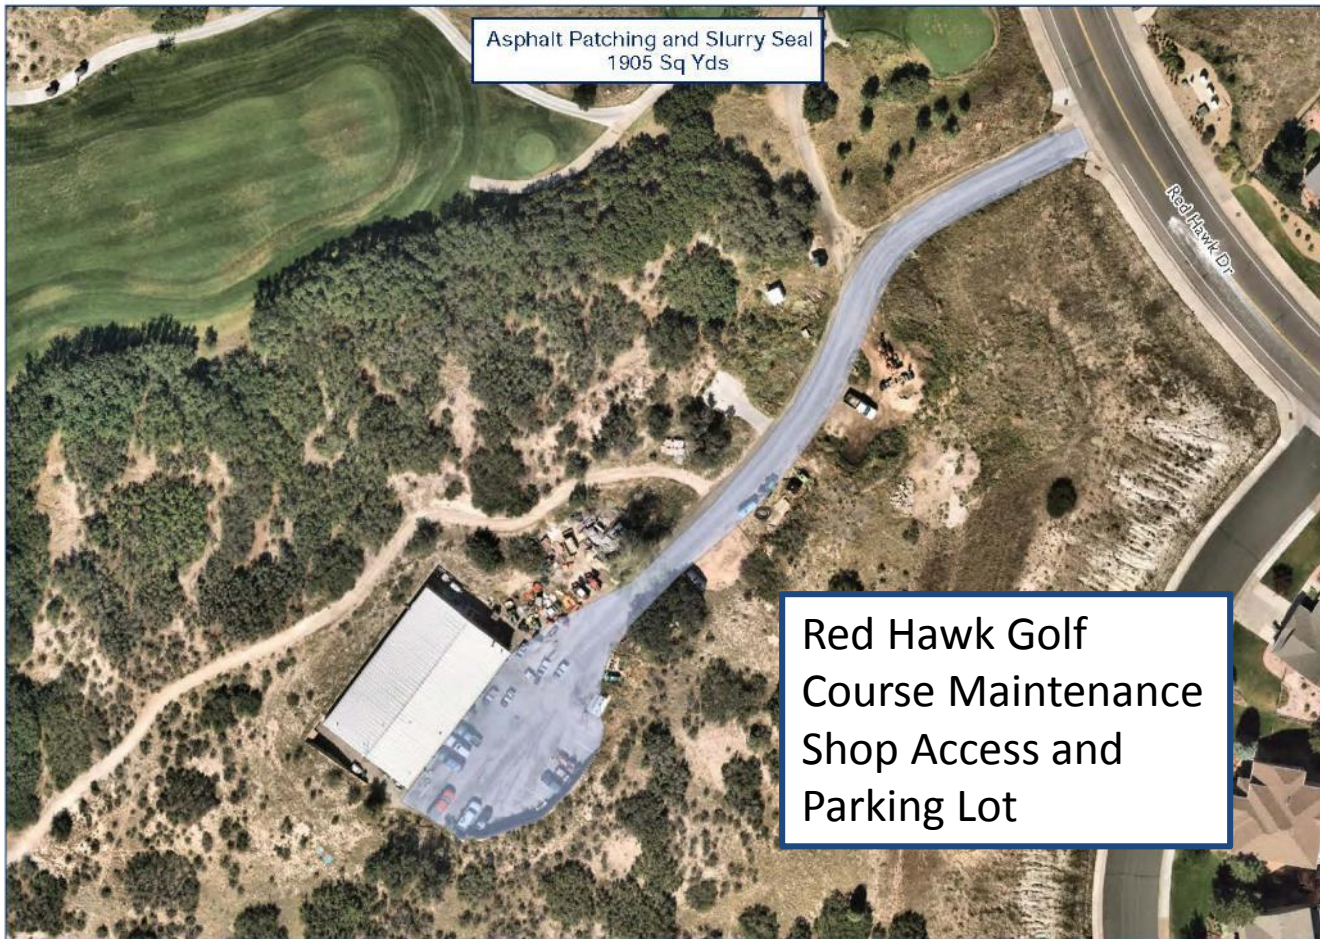 Asphalt Patching and Slurry Seal
1905 Sq Yds
Red Hawk Dr
Red Hawk Golf
Course Maintenance
Shop Access and
Parking Lot